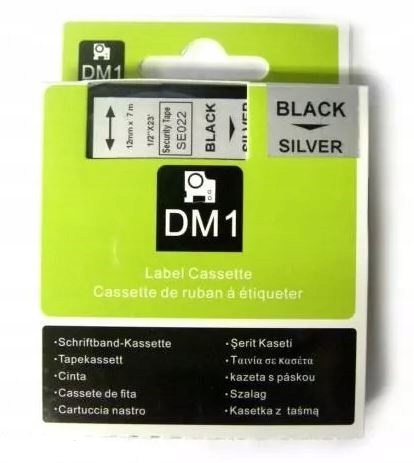 DM1
12mm x 7 m
1/2"X23'
Security Tape
SE022
BLACK
BLACK
SILVER
DM1
Label Cassette
Cassette de ruban à étiqueter
·Schriftband-Kassette
·Tapekassett
·Cinta
·Cassete de fita
·Cartuccia nastro
·Şerit Kaseti
·Ταινία σε κασέτα
·kazeta s páskou
·Szalag
·Kasetka z taśmą